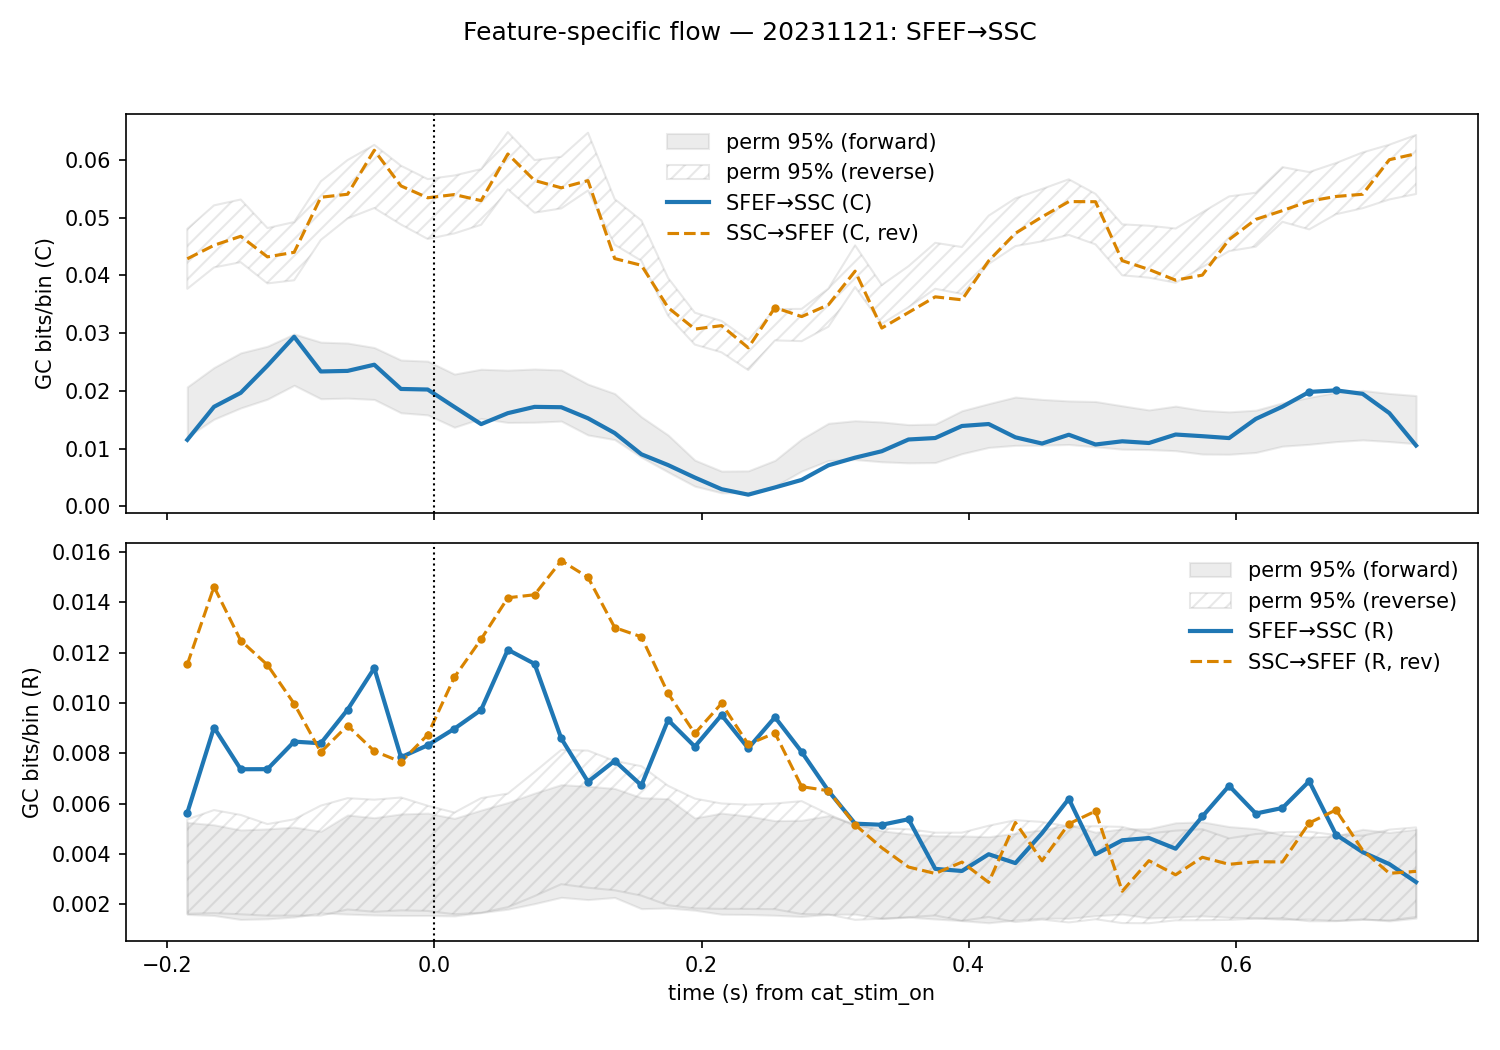 Feature-specific flow — 20231121: SFEF→SSC
GC bits/bin (C)
0.06
0.05
0.04
0.03
0.02
0.01
0.00
perm 95% (forward)
perm 95% (reverse)
SFEF→SSC (C)
SSC→SFEF (C, rev)
GC bits/bin (R)
0.016
0.014
0.012
0.010
0.008
0.006
0.004
0.002
perm 95% (forward)
perm 95% (reverse)
SFEF→SSC (R)
SSC→SFEF (R, rev)
−0.2 0.0 0.2 0.4 0.6
time (s) from cat_stim_on